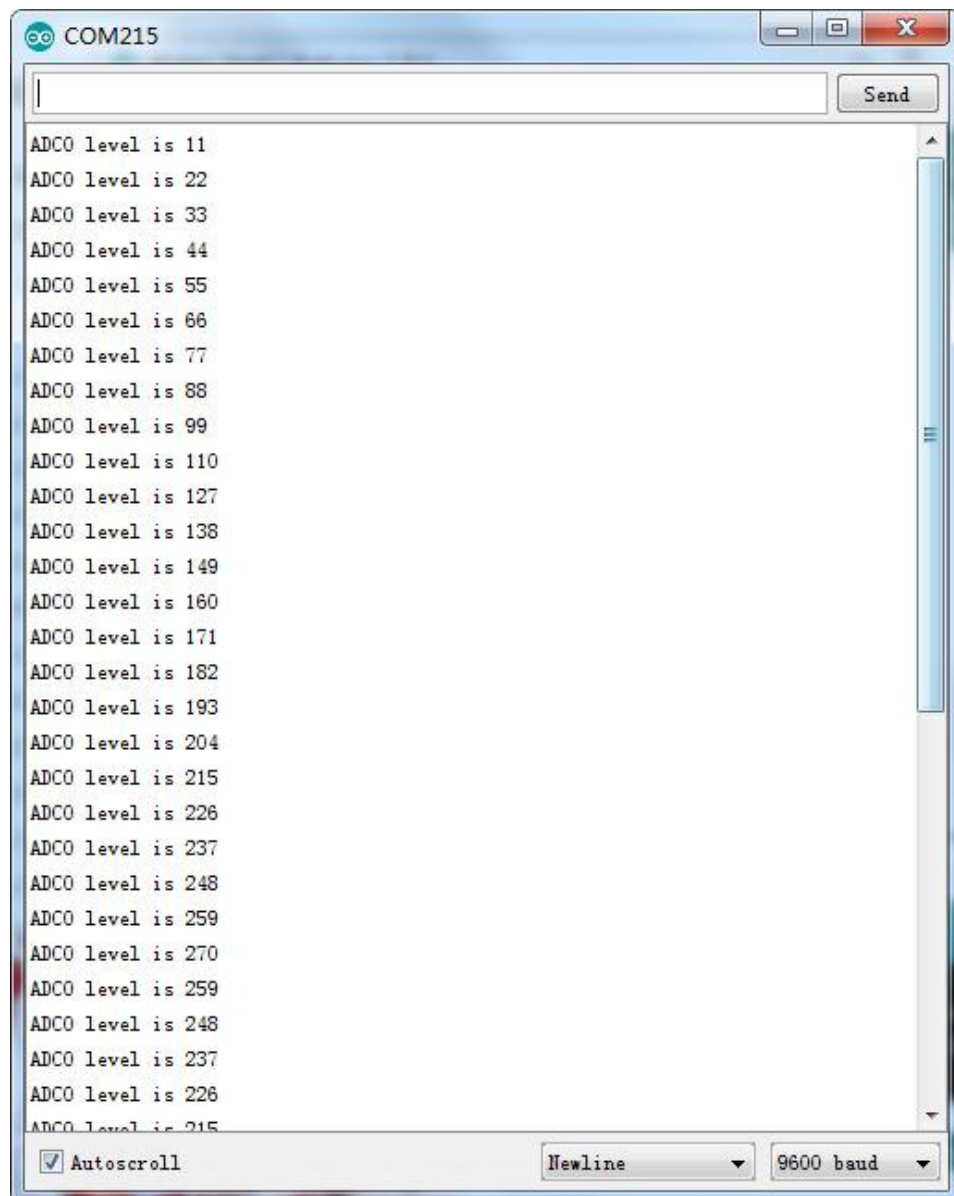 COM215
Send
ADC0 level is 11
ADC0 level is 22
ADC0 level is 33
ADC0 level is 44
ADC0 level is 55
ADC0 level is 66
ADC0 level is 77
ADC0 level is 88
ADC0 level is 99
ADC0 level is 110
ADC0 level is 127
ADC0 level is 138
ADC0 level is 149
ADC0 level is 160
ADC0 level is 171
ADC0 level is 182
ADC0 level is 193
ADC0 level is 204
ADC0 level is 215
ADC0 level is 226
ADC0 level is 237
ADC0 level is 248
ADC0 level is 259
ADC0 level is 270
ADC0 level is 259
ADC0 level is 248
ADC0 level is 237
ADC0 level is 226
ADC0 level is 215
Autoscroll
Newline
9600 baud